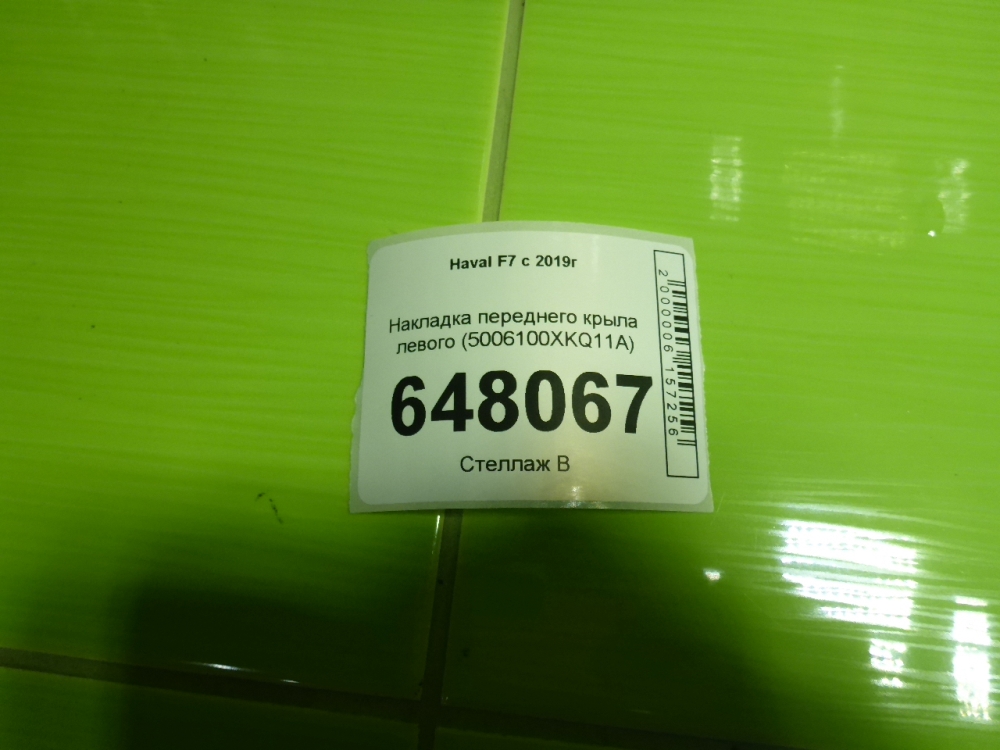 Haval F7 с 2019г
Накладка переднего крыла
левого (5006100XKQ11A)
648067
Стеллаж В
2000006157256